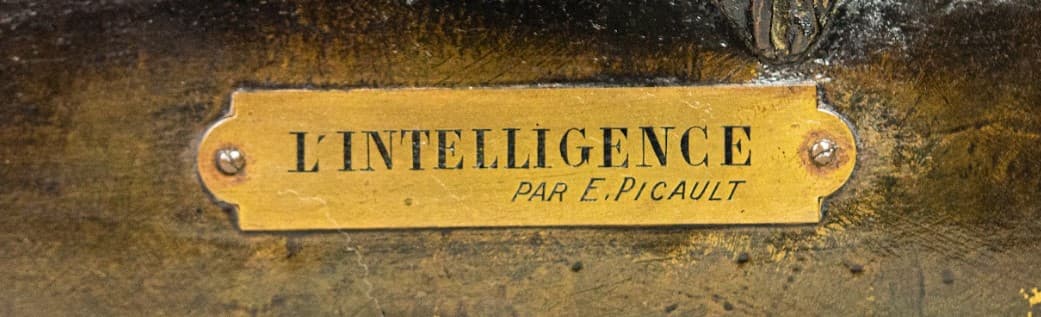 L'INTELLIGENCE
PAR E. PICAULT